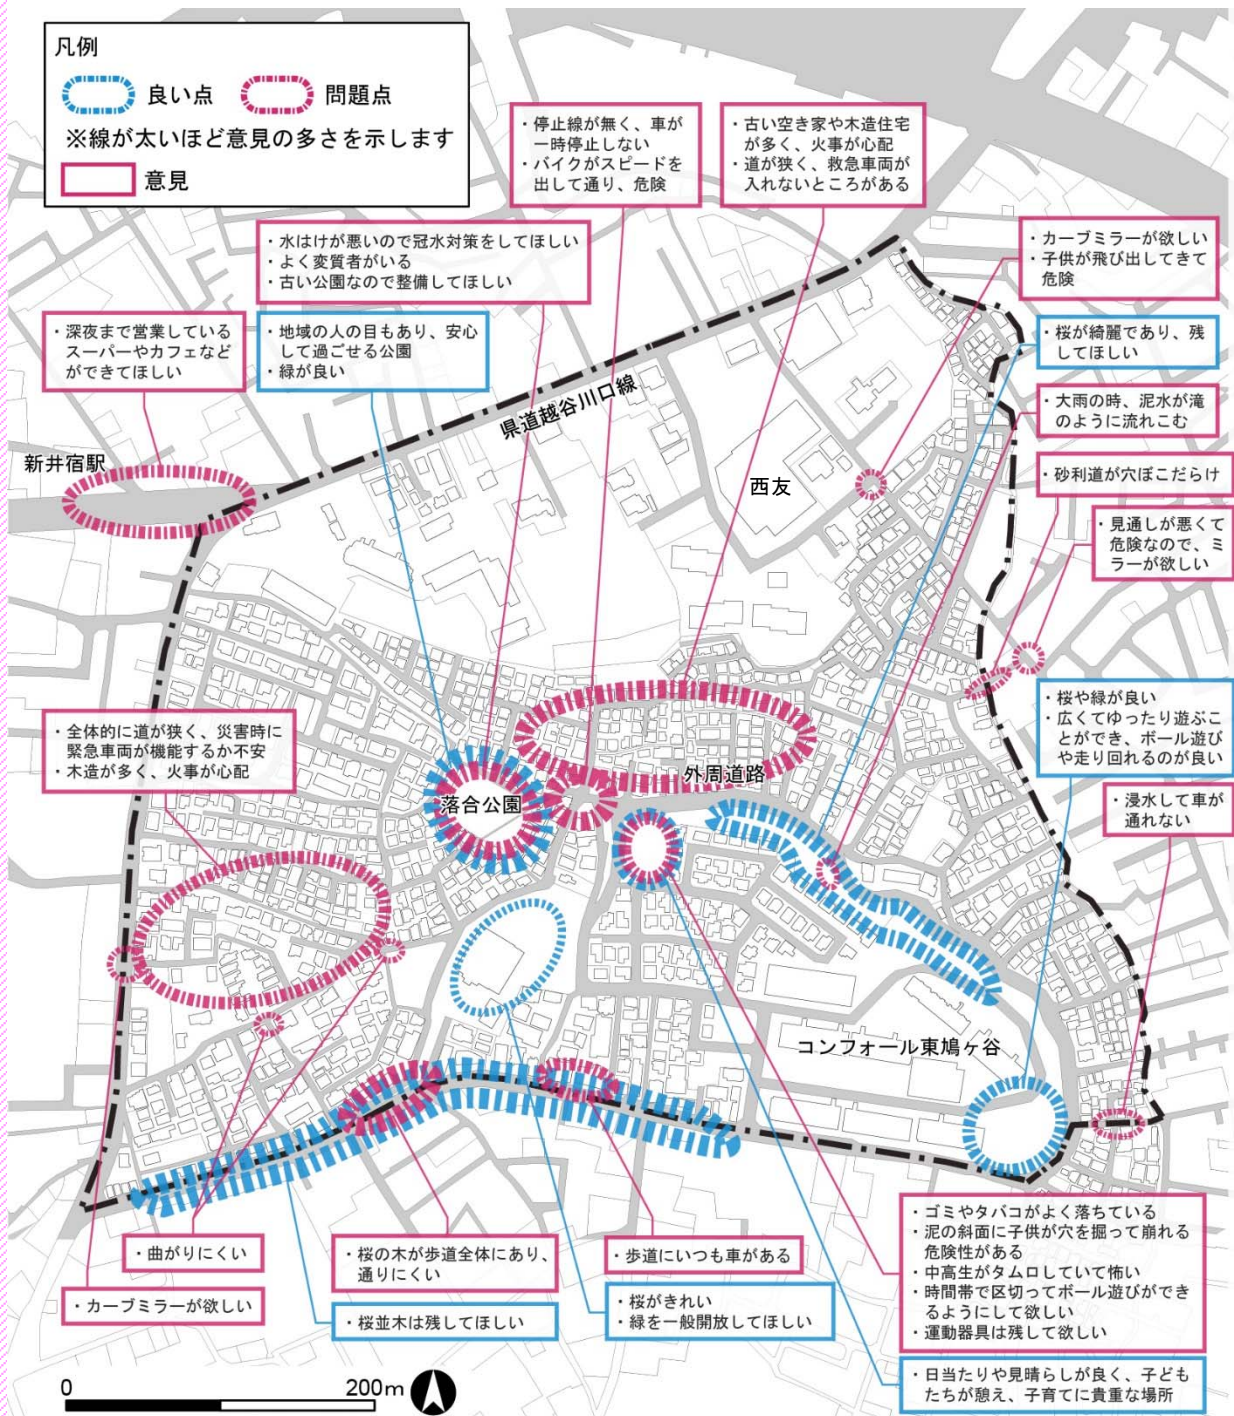 凡例
良い点
問題点
※線が太いほど意見の多さを示します
意見
・停止線が無く、車が
一時停止しない
・バイクがスピードを
出して通り、危険
・古い空き家や木造住宅
が多く、火事が心配
・道が狭く、救急車両が
入れないところがある
・水はけが悪いので冠水対策をしてほしい
・よく変質者がいる
・古い公園なので整備してほしい
・カーブミラーが欲しい
・子供が飛び出してきて
危険
・深夜まで営業している
スーパーやカフェなど
ができてほしい
・地域の人の目もあり、安心
して過ごせる公園
・緑が良い
・桜が綺麗であり、残
してほしい
・大雨の時、泥水が滝
のように流れこむ
県道越谷川口線
新井宿駅
西友
・砂利道が穴ぼこだらけ
・見通しが悪くて
危険なので、ミ
ラーが欲しい
・桜や緑が良い
・広くてゆったり遊ぶこ
とができ、ボール遊び
や走り回れるのが良い
・全体的に道が狭く、災害時に
緊急車両が機能するか不安
・木造が多く、火事が心配
外周道路
落合公園
・浸水して車が
通れない
コンフォール東鳩ヶ谷
・曲がりにくい
・桜の木が歩道全体にあり、
通りにくい
・歩道にいつも車がある
・カーブミラーが欲しい
・桜並木は残してほしい
・桜がきれい
・緑を一般開放してほしい
・ゴミやタバコがよく落ちている
・泥の斜面に子供が穴を掘って崩れる
危険性がある
・中高生がタムロしていて怖い
・時間帯で区切ってボール遊びができ
るようにして欲しい
・運動器具は残して欲しい
・日当たりや見晴らしが良く、子ども
たちが憩え、子育てに貴重な場所
0
200m